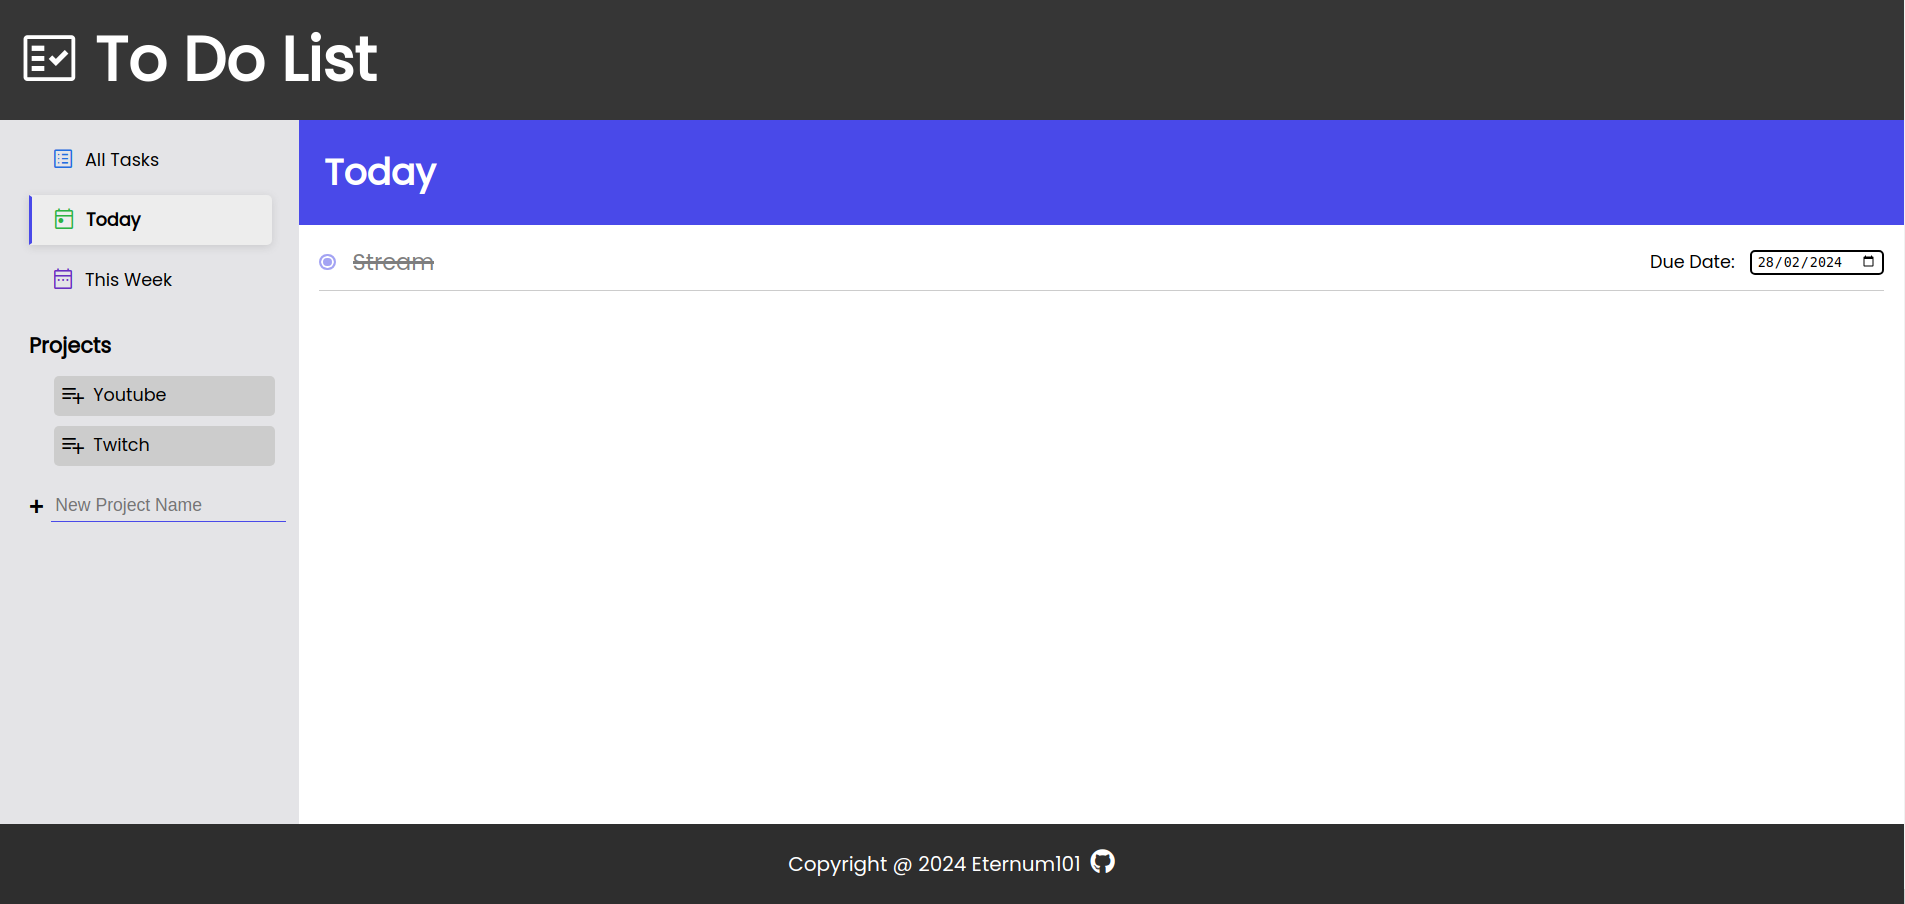 To Do List
All Tasks
Today
This Week
Projects
Youtube
Twitch
New Project Name
Today
Stream
Due Date: 28/02/2024
Copyright @ 2024 Eternum101